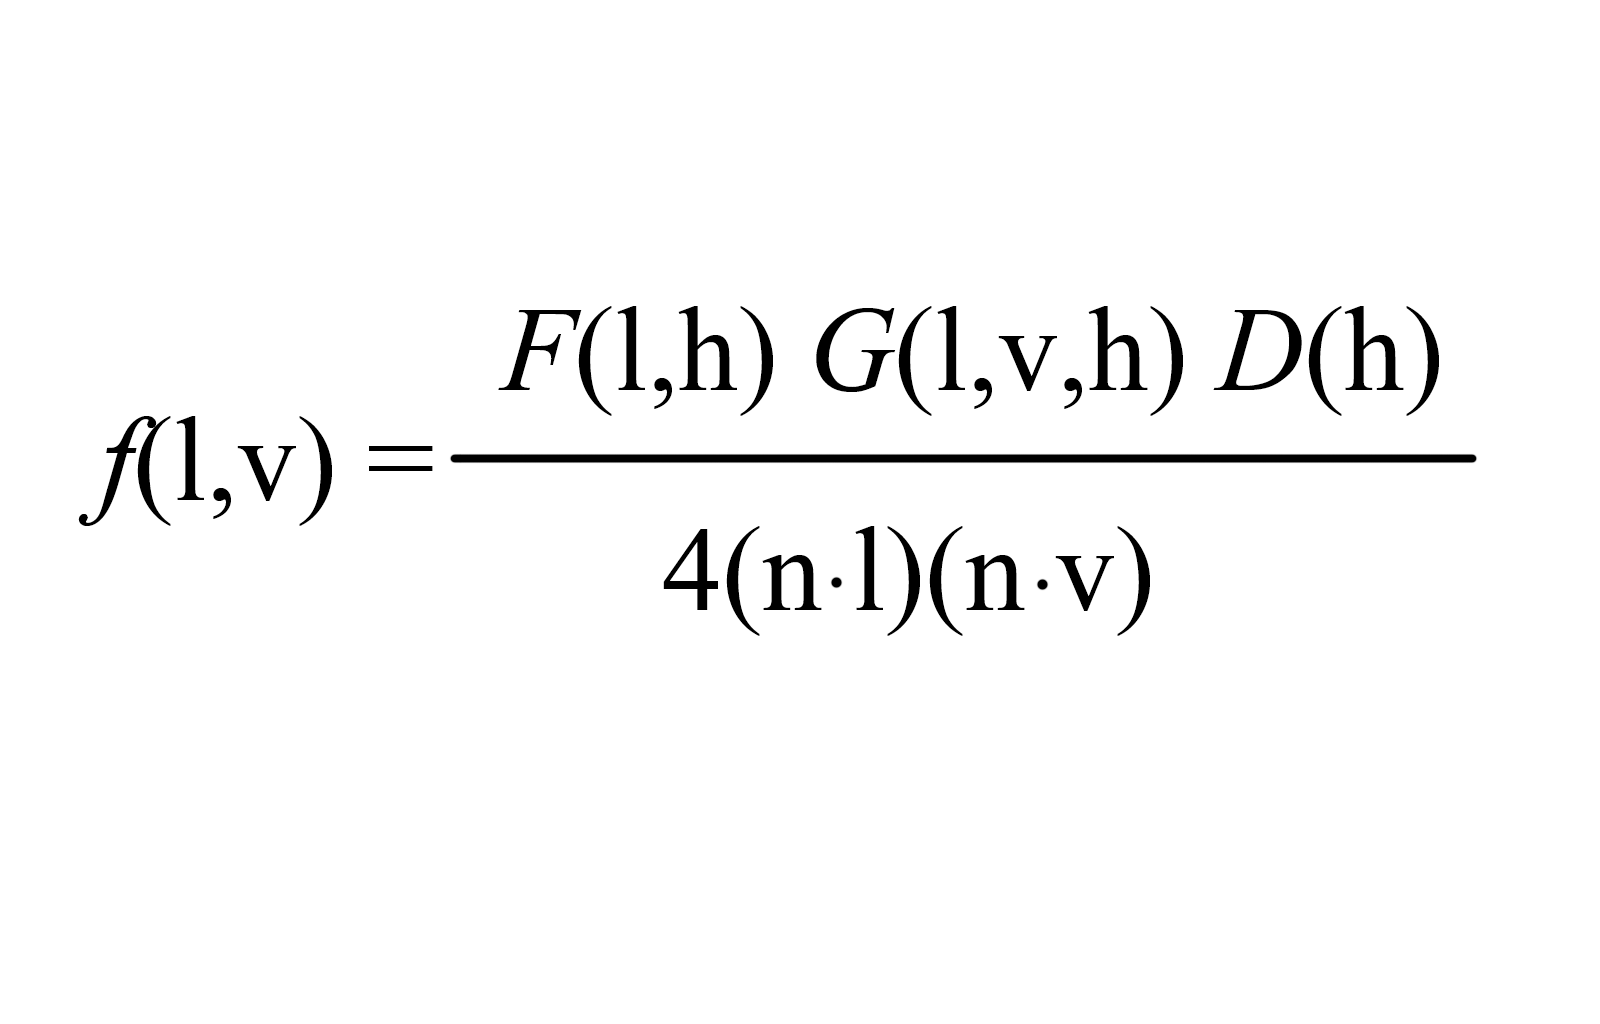 f(l,v) = F(l,h) G(l,v,h) D(h)
4(n·l)(n·v)